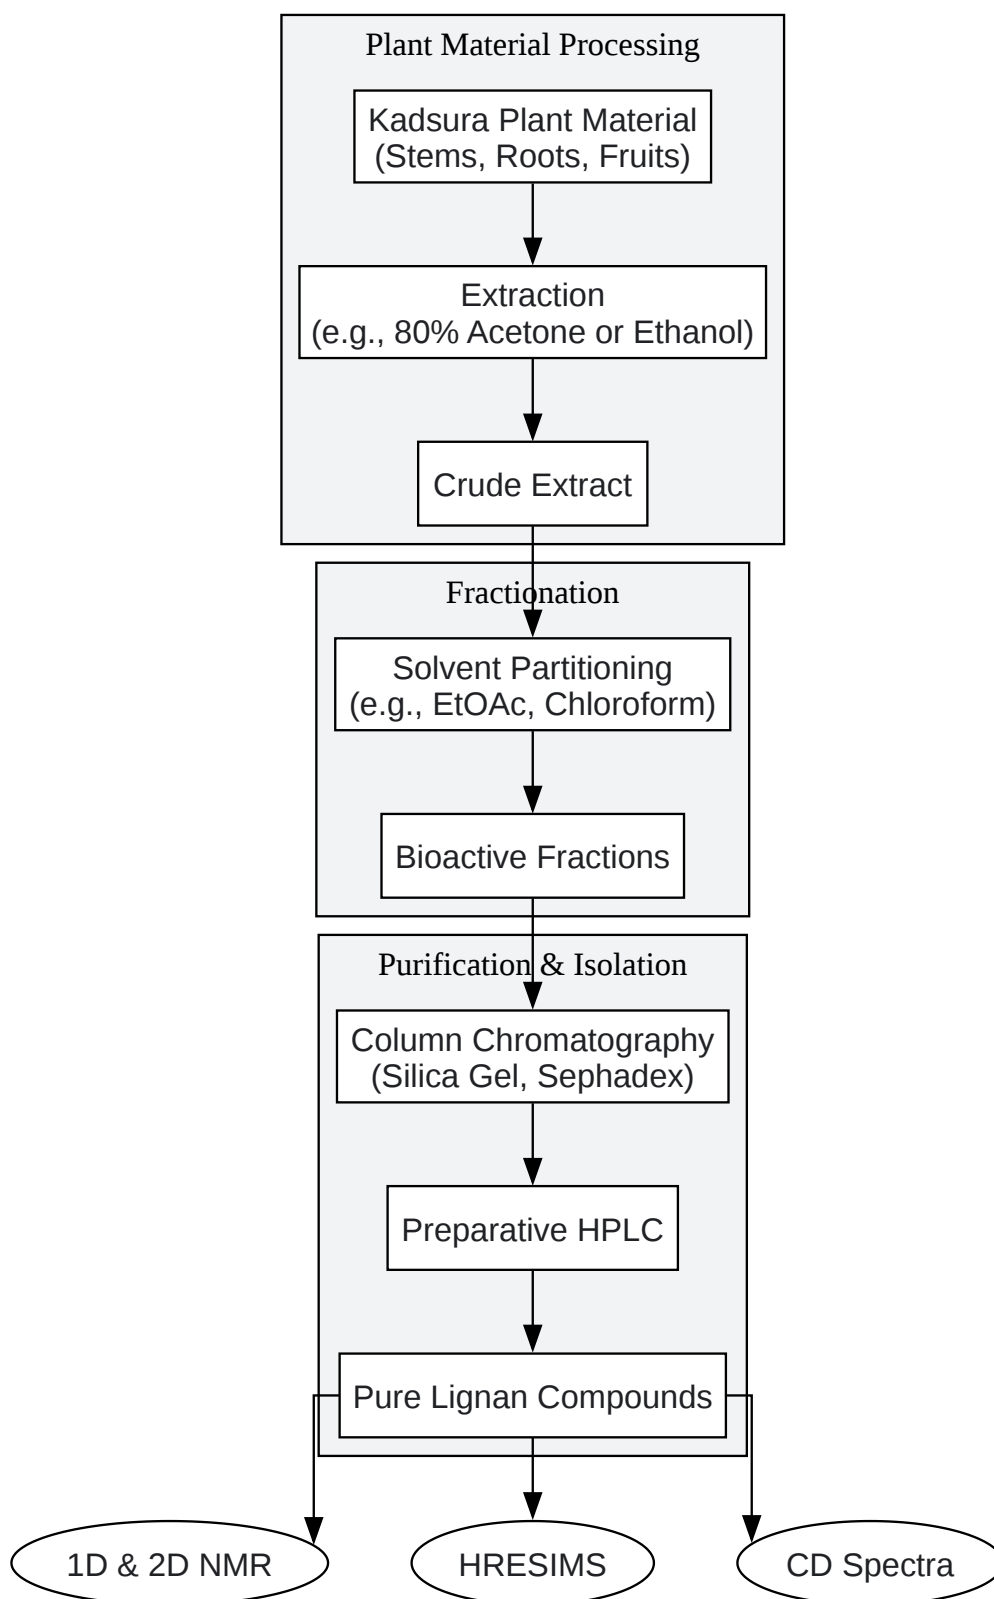 Plant Material Processing
Kadsura Plant Material
(Stems, Roots, Fruits)
Extraction
(e.g., 80% Acetone or Ethanol)
Crude Extract
Fractionation
Solvent Partitioning
(e.g., EtOAc, Chloroform)
Bioactive Fractions
Purification & Isolation
Column Chromatography
(Silica Gel, Sephadex)
Preparative HPLC
Pure Lignan Compounds
1D & 2D NMR
HRESIMS
CD Spectra